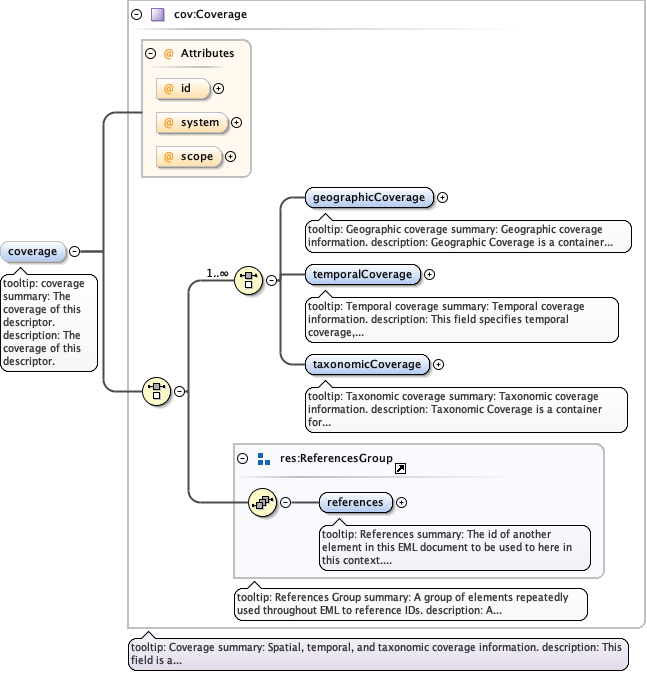 cov:Coverage
@ Attributes
@ id
@ system
@ scope
coverage
tooltip: coverage
summary: The
coverage of this
descriptor.
description: The
coverage of this
descriptor.
1..∞
geographicCoverage
tooltip: Geographic coverage summary: Geographic coverage
information. description: Geographic Coverage is a container...
temporalCoverage
tooltip: Temporal coverage summary: Temporal coverage
information. description: This field specifies temporal
coverage,...
taxonomicCoverage
tooltip: Taxonomic coverage summary: Taxonomic coverage
information. description: Taxonomic Coverage is a container
for...
res:ReferencesGroup
references
tooltip: References summary: The id of another
element in this EML document to be used to here in
this context....
tooltip: References Group summary: A group of elements repeatedly
used throughout EML to reference IDs. description: A...
tooltip: Coverage summary: Spatial, temporal, and taxonomic coverage information. description: This
field is a...